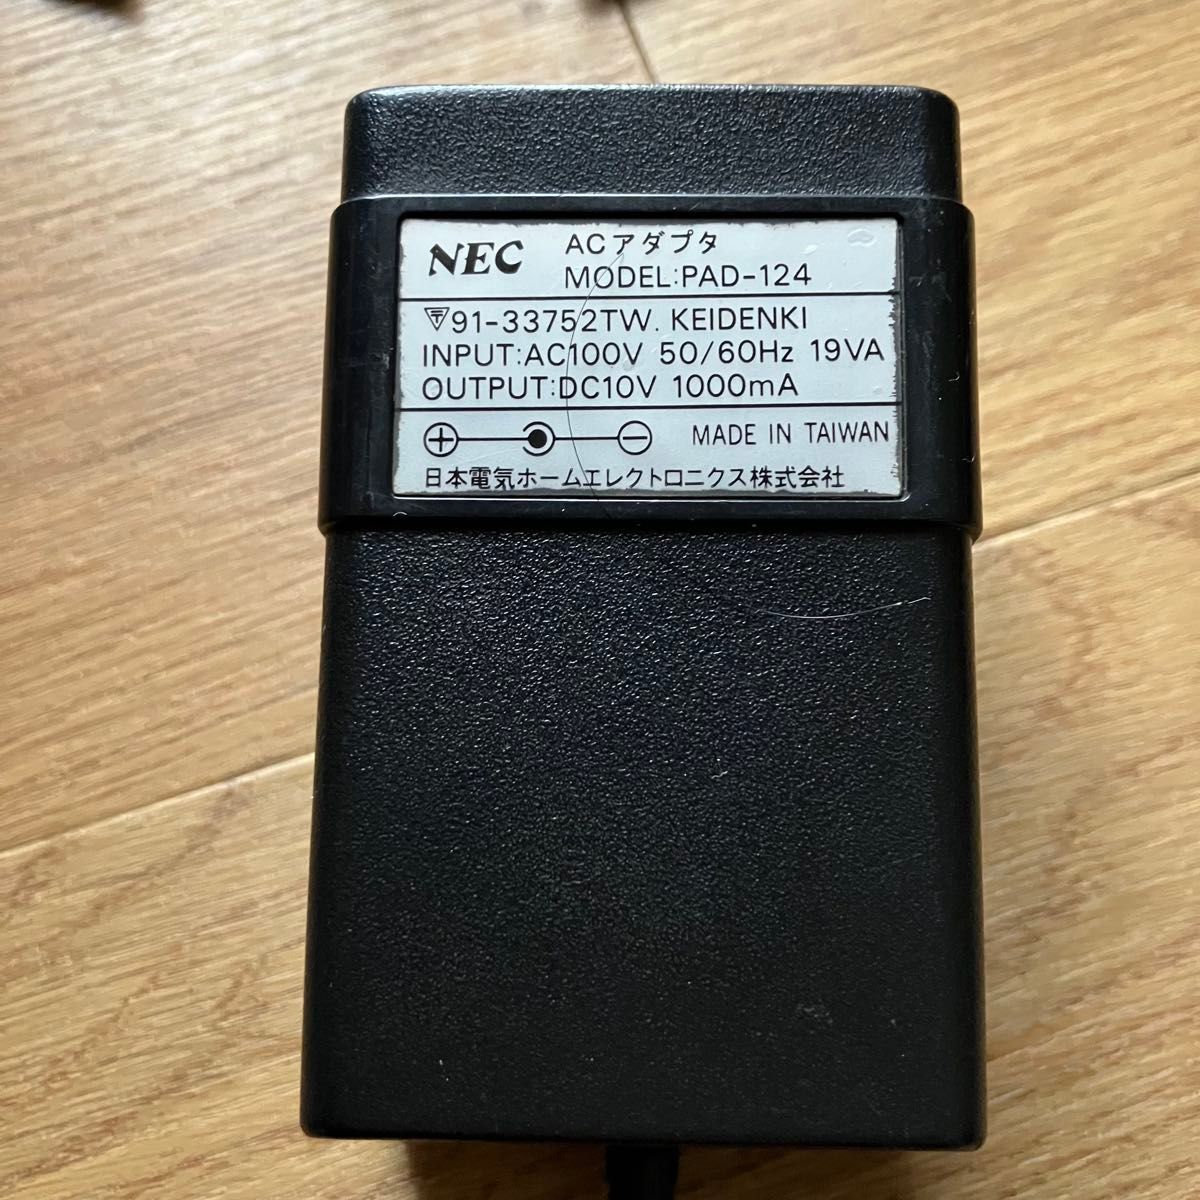 NEC ACアダプタ
MODEL:PAD-124
〒91-33752TW. KEIDENKI
INPUT:AC100V 50/60Hz 19VA
OUTPUT:DC10V 1000mA
+ − MADE IN TAIWAN
日本電気ホームエレクトロニクス株式会社